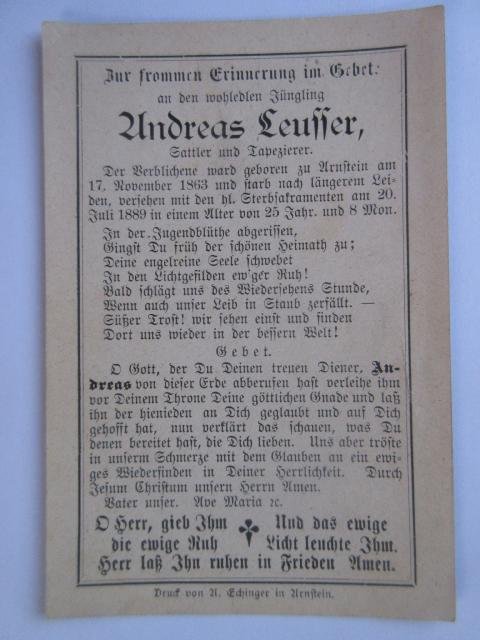 Zur frommen Erinnerung im Gebet:
an den wohledlen Jüngling
Andreas Leusser,
Sattler und Tapezierer.
Der Verblichene ward geboren zu Arnstein am
17. November 1863 und starb nach längerem Lei-
den, versehen mit den hl. Sterbsakramenten am 20.
Juli 1889 in einem Alter von 25 Jahr. und 8 Mon.
In der Jugendblüthe abgerissen,
Gingst Du früh der schönen Heimath zu;
Deine engelreine Seele schwebet
In den Lichtgefilden ew'ger Ruh!
Bald schlägt uns des Wiedersehens Stunde,
Wenn auch unser Leib in Staub zerfällt. —
Süßer Trost! wir sehen einst und finden
Dort uns wieder in der bessern Welt!
Gebet.
O Gott, der Du Deinen treuen Diener, An-
dreas von dieser Erde abberufen hast verleihe ihm
vor Deinem Throne Deine göttlichen Gnade und laß
ihn der hienieden an Dich geglaubt und auf Dich
gehofft hat, nun verklärt das schauen, was Du
denen bereitet hast, die Dich lieben. Uns aber tröste
in unserm Schmerze mit dem Glauben an ein ewi-
ges Wiederfinden in Deiner Herrlichkeit. Durch
Jesum Christum unsern Herrn Amen.
Vater unser. Ave Maria ꝛc.
O Herr, gieb Ihm
die ewige Ruh
Und das ewige
Licht leuchte Ihm.
Herr laß Ihn ruhen in Frieden Amen.
Druck von A. Echinger in Arnstein.